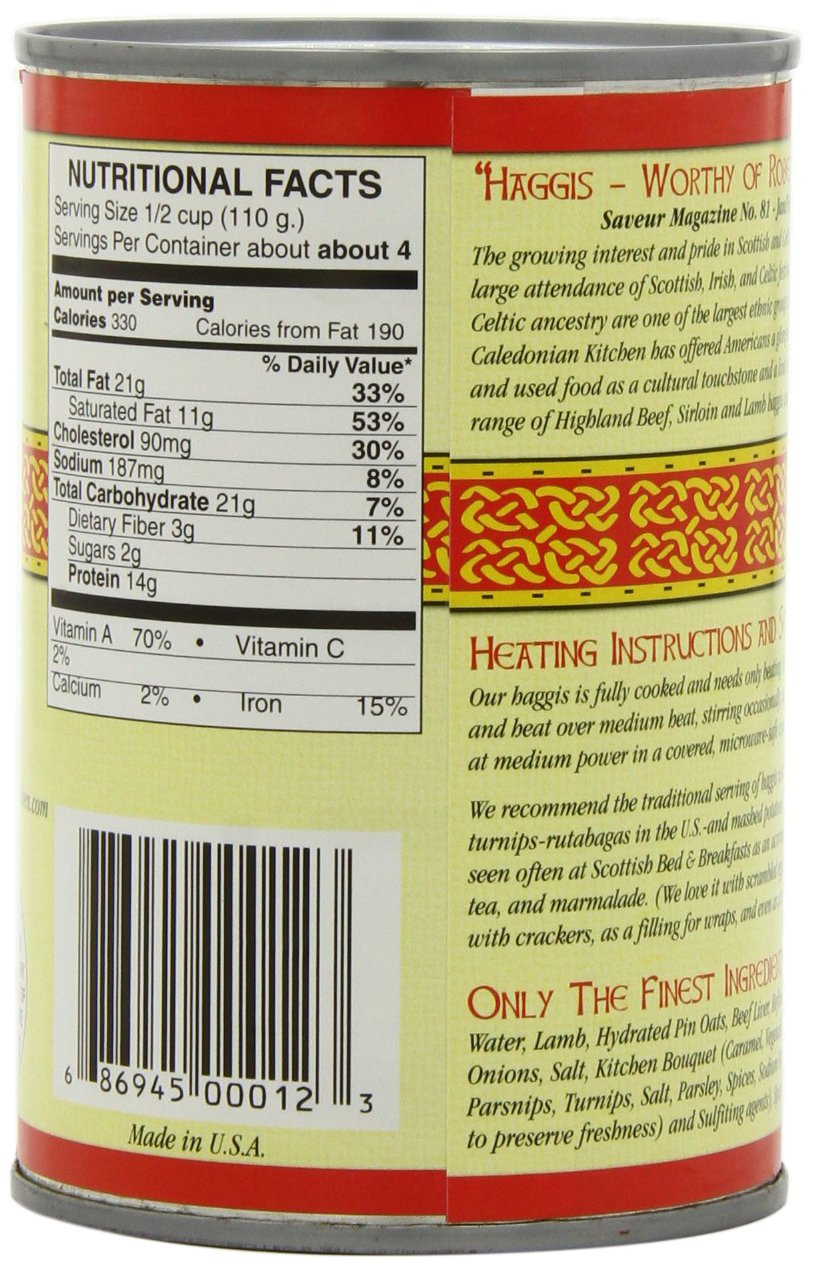 NUTRITIONAL FACTS
Serving Size 1/2 cup (110 g.)
Servings Per Container about about 4
Amount per Serving
Calories 330 Calories from Fat 190
% Daily Value*
Total Fat 21g 33%
Saturated Fat 11g 53%
Cholesterol 90mg 30%
Sodium 187mg 8%
Total Carbohydrate 21g 7%
Dietary Fiber 3g 11%
Sugars 2g
Protein 14g
Vitamin A 70% • Vitamin C
2%
Calcium 2% • Iron 15%
6 86945 00012 3
Made in U.S.A.
"HAGGIS – WORTHY OF
Saveur Magazine No. 81 -
The growing interest and pride in Scottish and
large attendance of Scottish, Irish, and Celtic
Celtic ancestry are one of the largest ethnic
Caledonian Kitchen has offered Americans a
and used food as a cultural touchstone and a
range of Highland Beef, Sirloin and Lamb
HEATING INSTRUCTIONS AND
Our haggis is fully cooked and needs only
and heat over medium heat, stirring
at medium power in a covered,
We recommend the traditional serving of
turnips-rutabagas in the U.S.-and mashed
seen often at Scottish Bed & Breakfasts as an
tea, and marmalade. (We love it with
with crackers, as a filling for wraps, and even
ONLY THE FINEST
Water, Lamb, Hydrated Pin Oats, Beef Liver,
Onions, Salt, Kitchen Bouquet (Caramel,
Parsnips, Turnips, Salt, Parsley, Spices,
to preserve freshness) and Sulfiting agents).